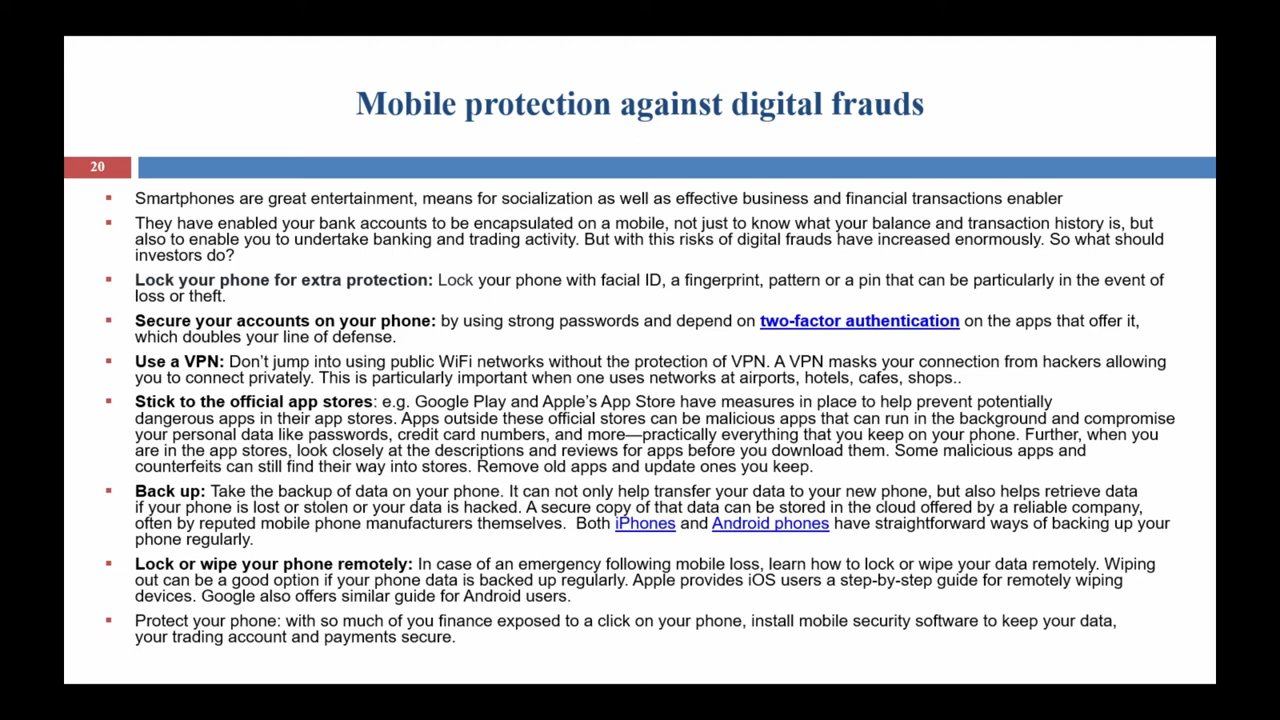 Mobile protection against digital frauds
20
Smartphones are great entertainment, means for socialization as well as effective business and financial transactions enabler
They have enabled your bank accounts to be encapsulated on a mobile, not just to know what your balance and transaction history is, but
also to enable you to undertake banking and trading activity. But with this risks of digital frauds have increased enormously. So what should
investors do?
Lock your phone for extra protection: Lock your phone with facial ID, a fingerprint, pattern or a pin that can be particularly in the event of
loss or theft.
Secure your accounts on your phone: by using strong passwords and depend on two-factor authentication on the apps that offer it,
which doubles your line of defense.
Use a VPN: Don’t jump into using public WiFi networks without the protection of VPN. A VPN masks your connection from hackers allowing
you to connect privately. This is particularly important when one uses networks at airports, hotels, cafes, shops..
Stick to the official app stores: e.g. Google Play and Apple’s App Store have measures in place to help prevent potentially
dangerous apps in their app stores. Apps outside these official stores can be malicious apps that can run in the background and compromise
your personal data like passwords, credit card numbers, and more—practically everything that you keep on your phone. Further, when you
are in the app stores, look closely at the descriptions and reviews for apps before you download them. Some malicious apps and
counterfeits can still find their way into stores. Remove old apps and update ones you keep.
Back up: Take the backup of data on your phone. It can not only help transfer your data to your new phone, but also helps retrieve data
if your phone is lost or stolen or your data is hacked. A secure copy of that data can be stored in the cloud offered by a reliable company,
often by reputed mobile phone manufacturers themselves. Both iPhones and Android phones have straightforward ways of backing up your
phone regularly.
Lock or wipe your phone remotely: In case of an emergency following mobile loss, learn how to lock or wipe your data remotely. Wiping
out can be a good option if your phone data is backed up regularly. Apple provides iOS users a step-by-step guide for remotely wiping
devices. Google also offers similar guide for Android users.
Protect your phone: with so much of you finance exposed to a click on your phone, install mobile security software to keep your data,
your trading account and payments secure.